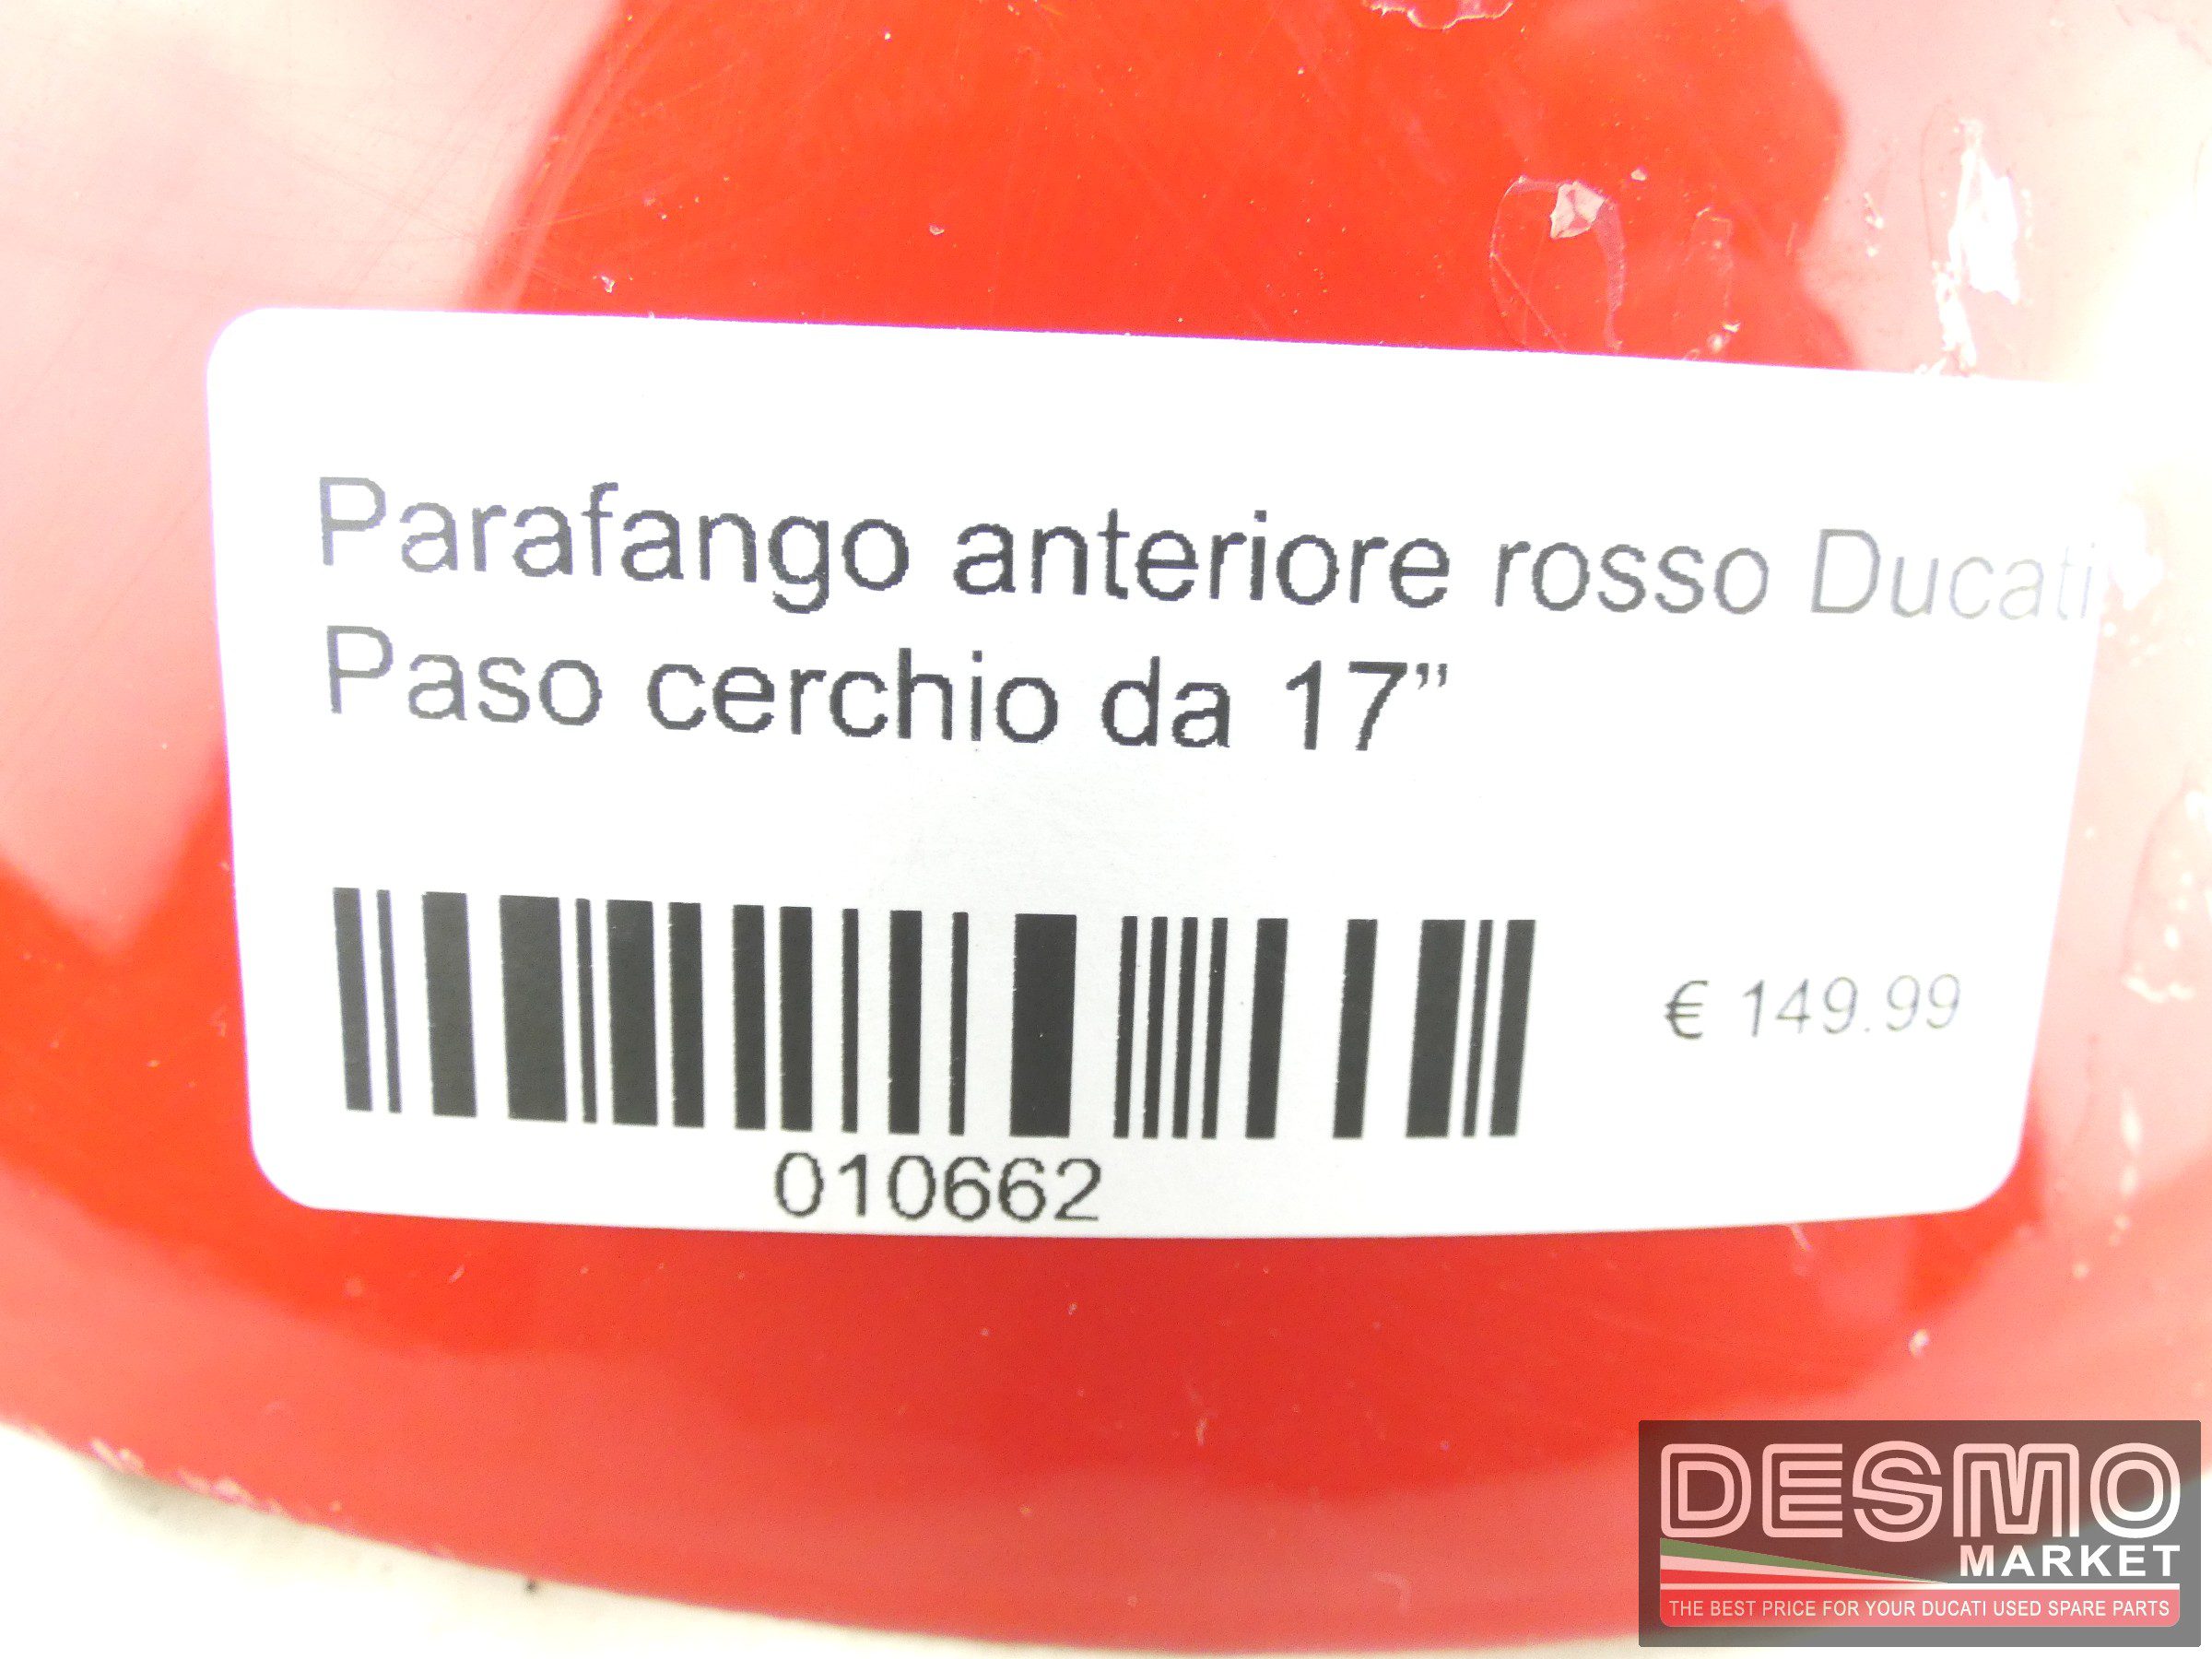 Parafango anteriore rosso Ducati
Paso cerchio da 17”
€ 149.99
010662
DESMO
MARKET
THE BEST PRICE FOR YOUR DUCATI USED SPARE PARTS